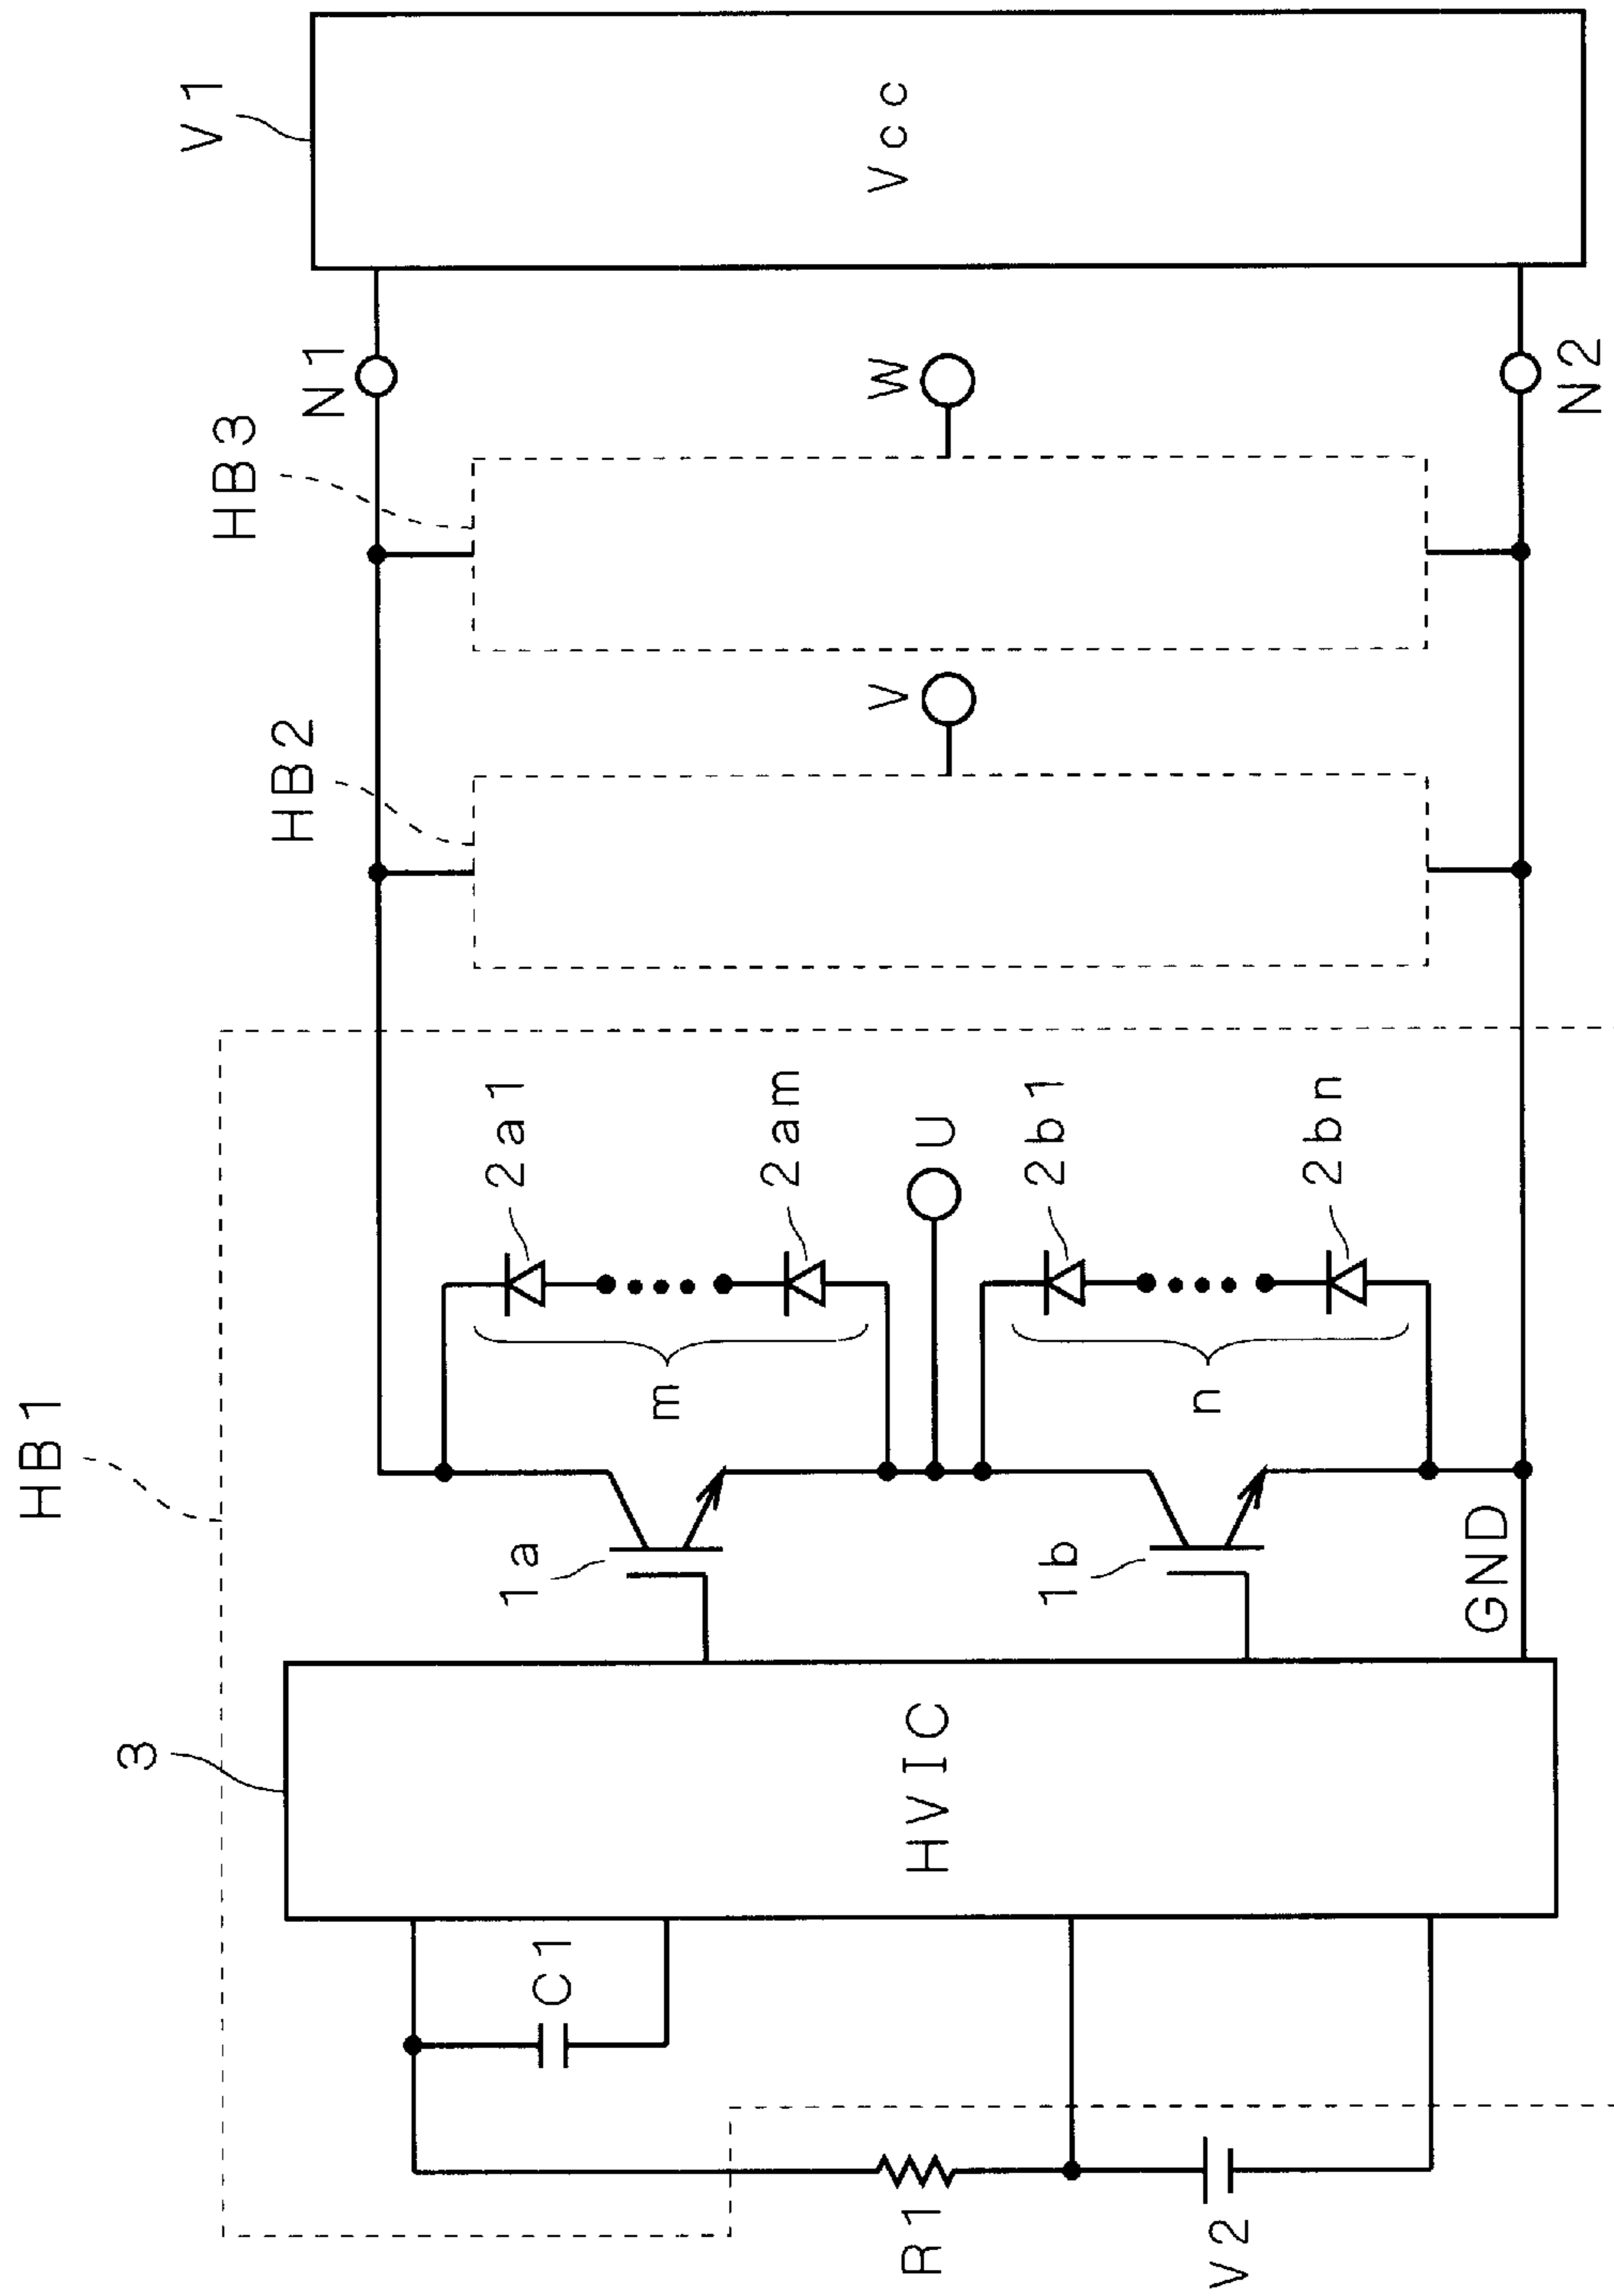 V1
Vcc
N1
N2
HB3
W
HB2
V
HB1
2a1
2am
U
2b1
2bn
m
n
1a
1b
GND
3
HVIC
C1
R1
V2